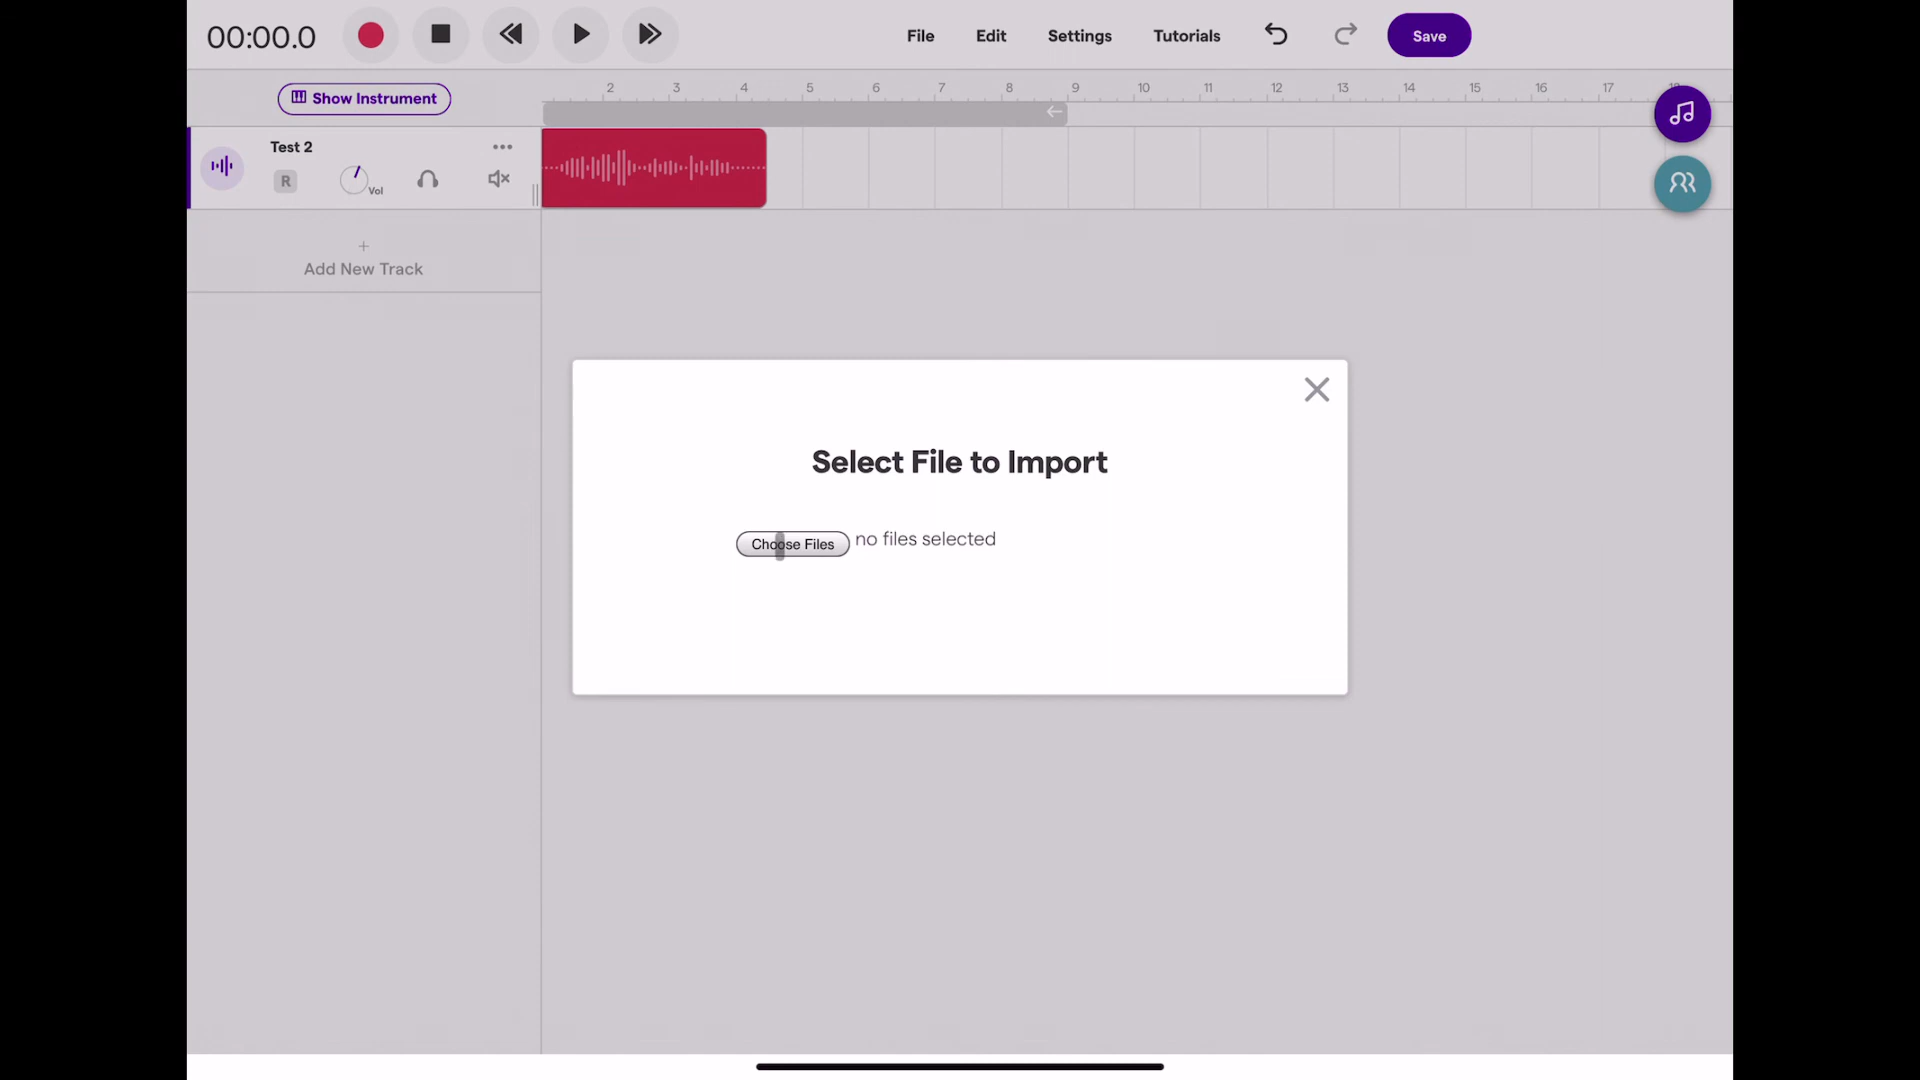 00:00.0
File Edit Settings Tutorials Save
Show Instrument
2 3 4 5 6 7 8 9 10 11 12 13 14 15 16 17
Test 2
R Vol
+
Add New Track
Select File to Import
Choose Files no files selected